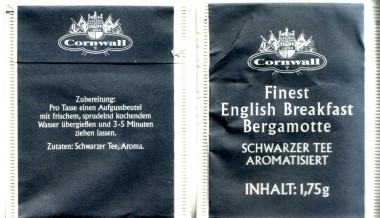 Cornwall
Zubereitung:
Pro Tasse einen Aufgussbeutel
mit frischem, sprudelnd kochendem
Wasser übergießen und 3-5 Minuten
ziehen lassen.
Zutaten: Schwarzer Tee, Aroma.
Cornwall
Finest
English Breakfast
Bergamotte
SCHWARZER TEE
AROMATISIERT
INHALT: 1,75g